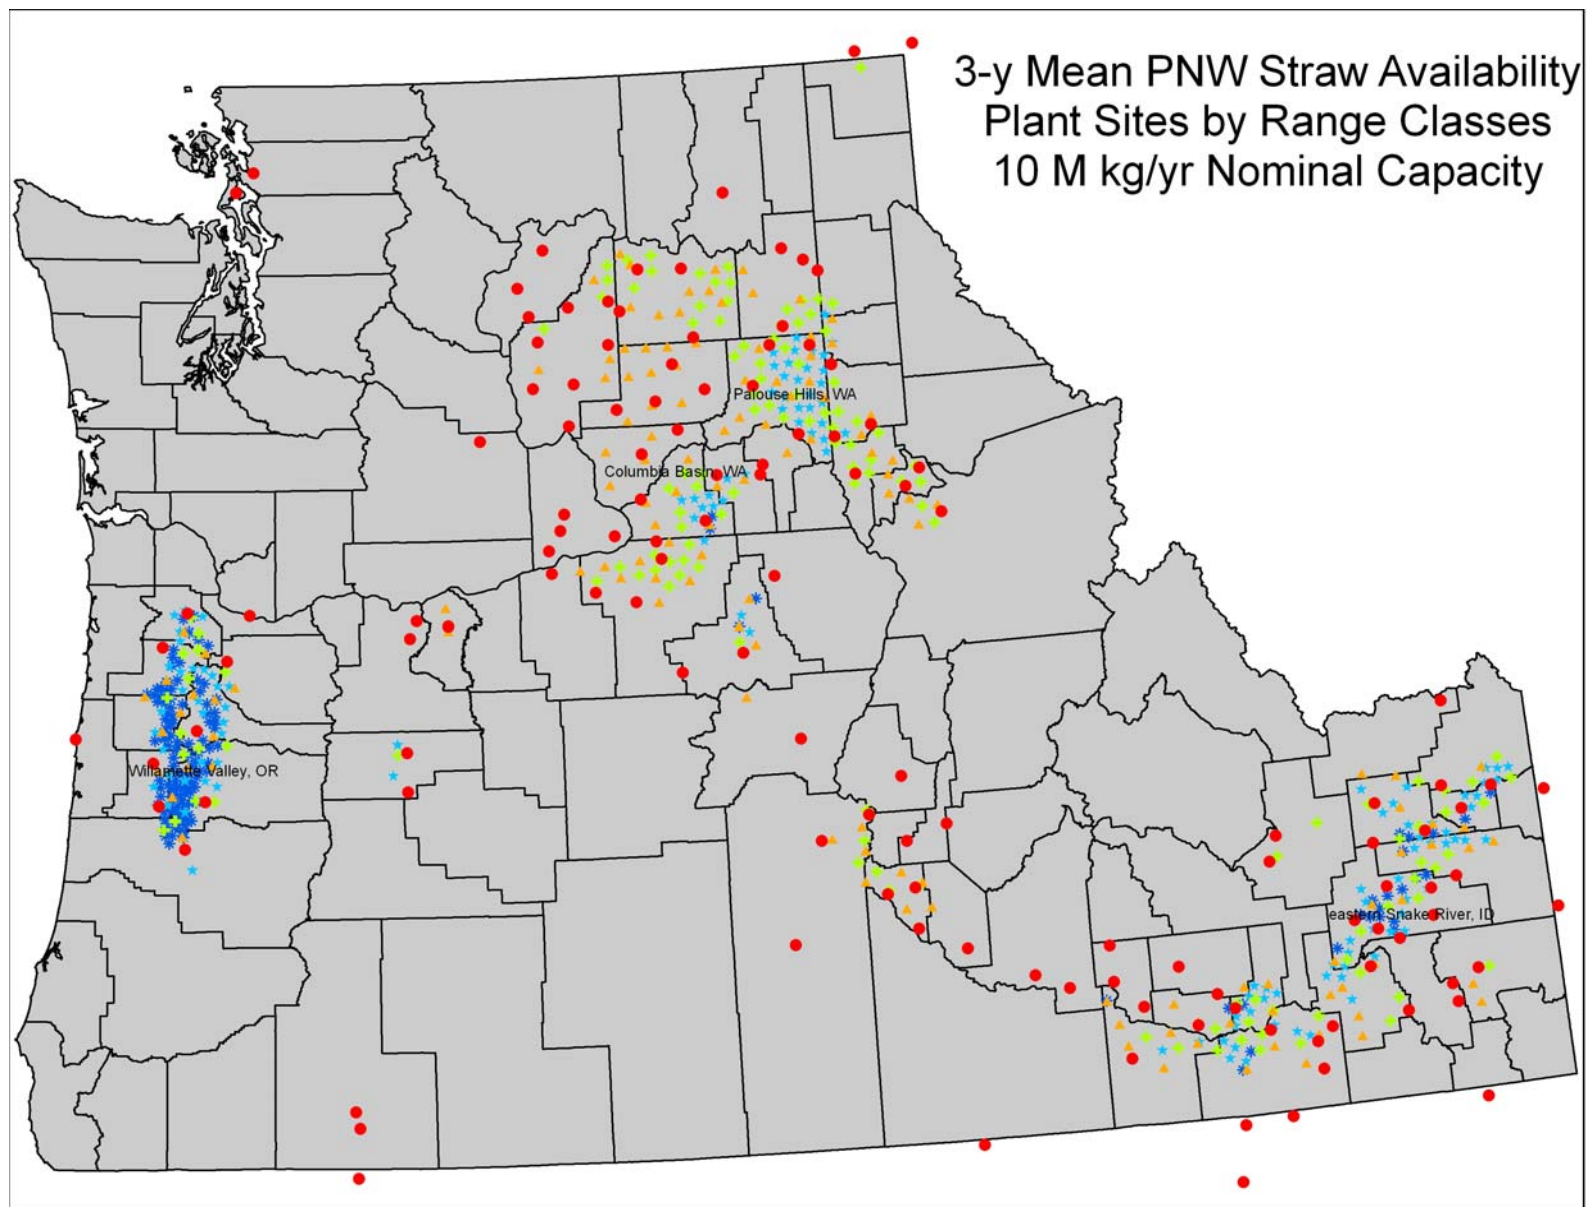 3-y Mean PNW Straw Availability
Plant Sites by Range Classes
10 M kg/yr Nominal Capacity
Palouse Hills, WA
Columbia Basin, WA
Willamette Valley, OR
eastern Snake River, ID